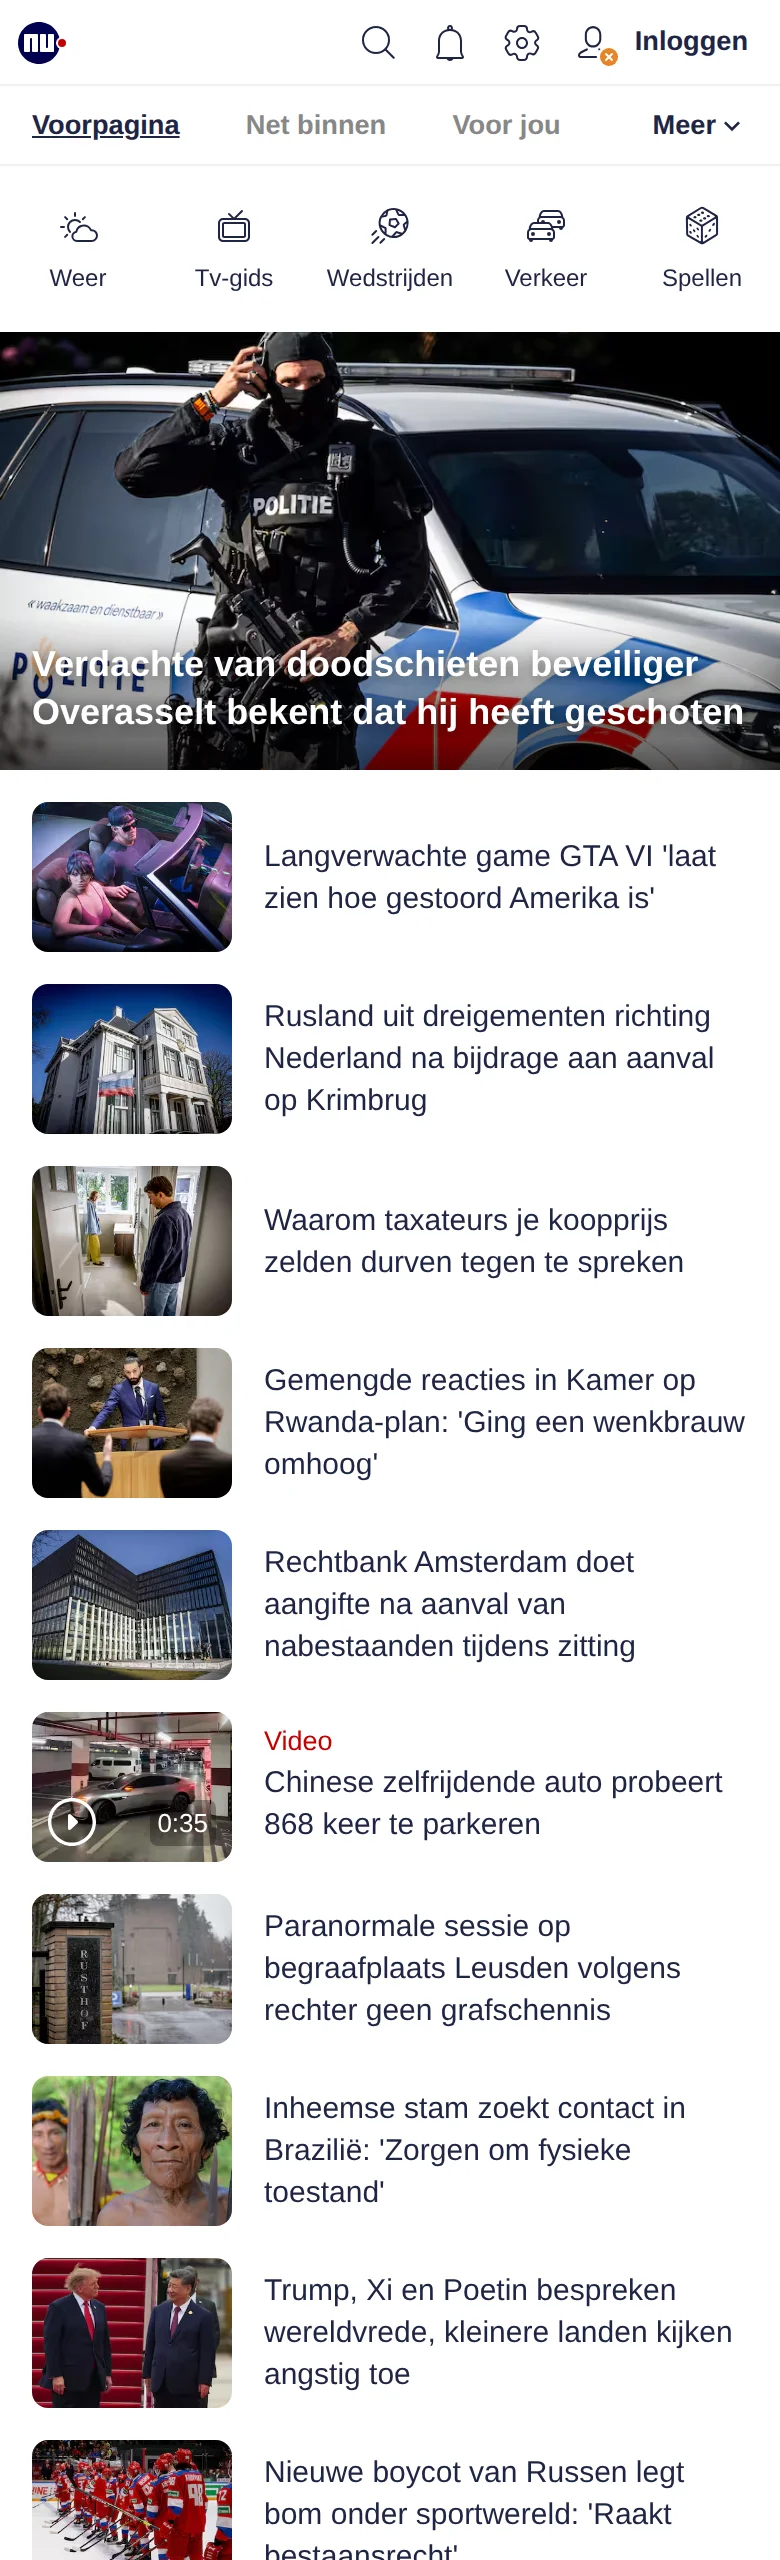 nu
Inloggen
Voorpagina Net binnen Voor jou Meer
Weer Tv-gids Wedstrijden Verkeer Spellen
POLITIE
« waakzaam en dienstbaar »
POLITIE
Verdachte van doodschieten beveiliger
Overasselt bekent dat hij heeft geschoten
Langverwachte game GTA VI 'laat
zien hoe gestoord Amerika is'
Rusland uit dreigementen richting
Nederland na bijdrage aan aanval
op Krimbrug
Waarom taxateurs je koopprijs
zelden durven tegen te spreken
Gemengde reacties in Kamer op
Rwanda-plan: 'Ging een wenkbrauw
omhoog'
Rechtbank Amsterdam doet
aangifte na aanval van
nabestaanden tijdens zitting
Video
Chinese zelfrijdende auto probeert
868 keer te parkeren
0:35
RUSTHOF
Paranormale sessie op
begraafplaats Leusden volgens
rechter geen grafschennis
Inheemse stam zoekt contact in
Brazilië: 'Zorgen om fysieke
toestand'
Trump, Xi en Poetin bespreken
wereldvrede, kleinere landen kijken
angstig toe
98
Nieuwe boycot van Russen legt
bom onder sportwereld: 'Raakt
bestaansrecht'